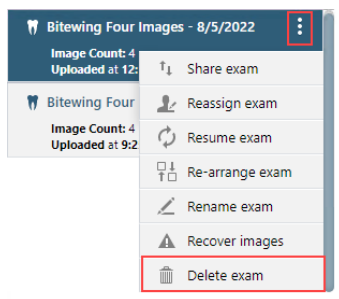 Bitewing Four Images - 8/5/2022
Image Count: 4
Uploaded at 12:
Share exam
Reassign exam
Bitewing Four
Resume exam
Image Count: 4
Uploaded at 9:2
Re-arrange exam
Rename exam
Recover images
Delete exam